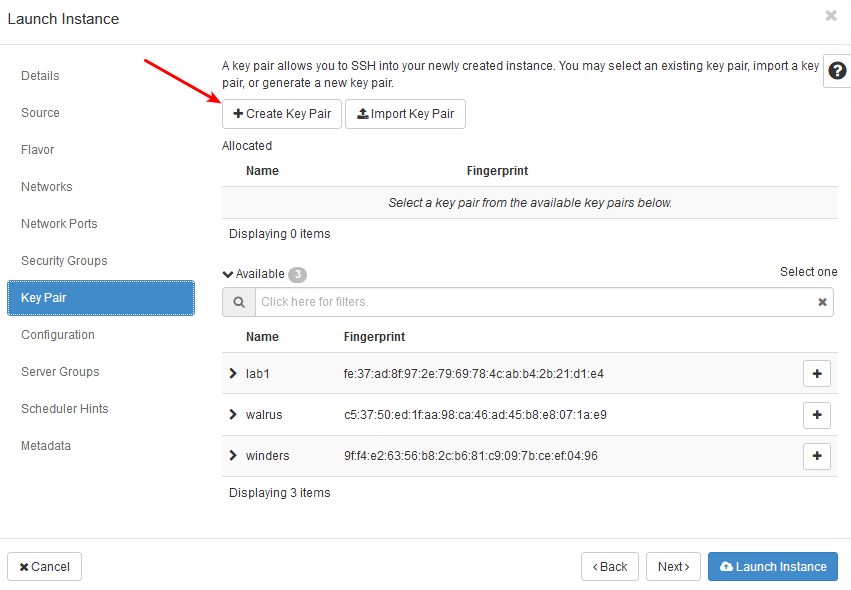 Launch Instance
Details
Source
Flavor
Networks
Network Ports
Security Groups
Key Pair
Configuration
Server Groups
Scheduler Hints
Metadata
A key pair allows you to SSH into your newly created instance. You may select an existing key pair, import a key
pair, or generate a new key pair.
Create Key Pair Import Key Pair
Allocated
Name Fingerprint
Select a key pair from the available key pairs below.
Displaying 0 items
Available 3 Select one
Click here for filters.
Name Fingerprint
lab1 fe:37:ad:8f:97:2e:79:69:78:4c:ab:b4:2b:21:d1:e4
walrus c5:37:50:ed:1f:aa:98:ca:46:ad:45:b8:e8:07:1a:e9
winders 9f:f4:e2:63:56:b8:2c:b6:81:c9:09:7b:ce:ef:04:96
Displaying 3 items
Cancel Back Next Launch Instance